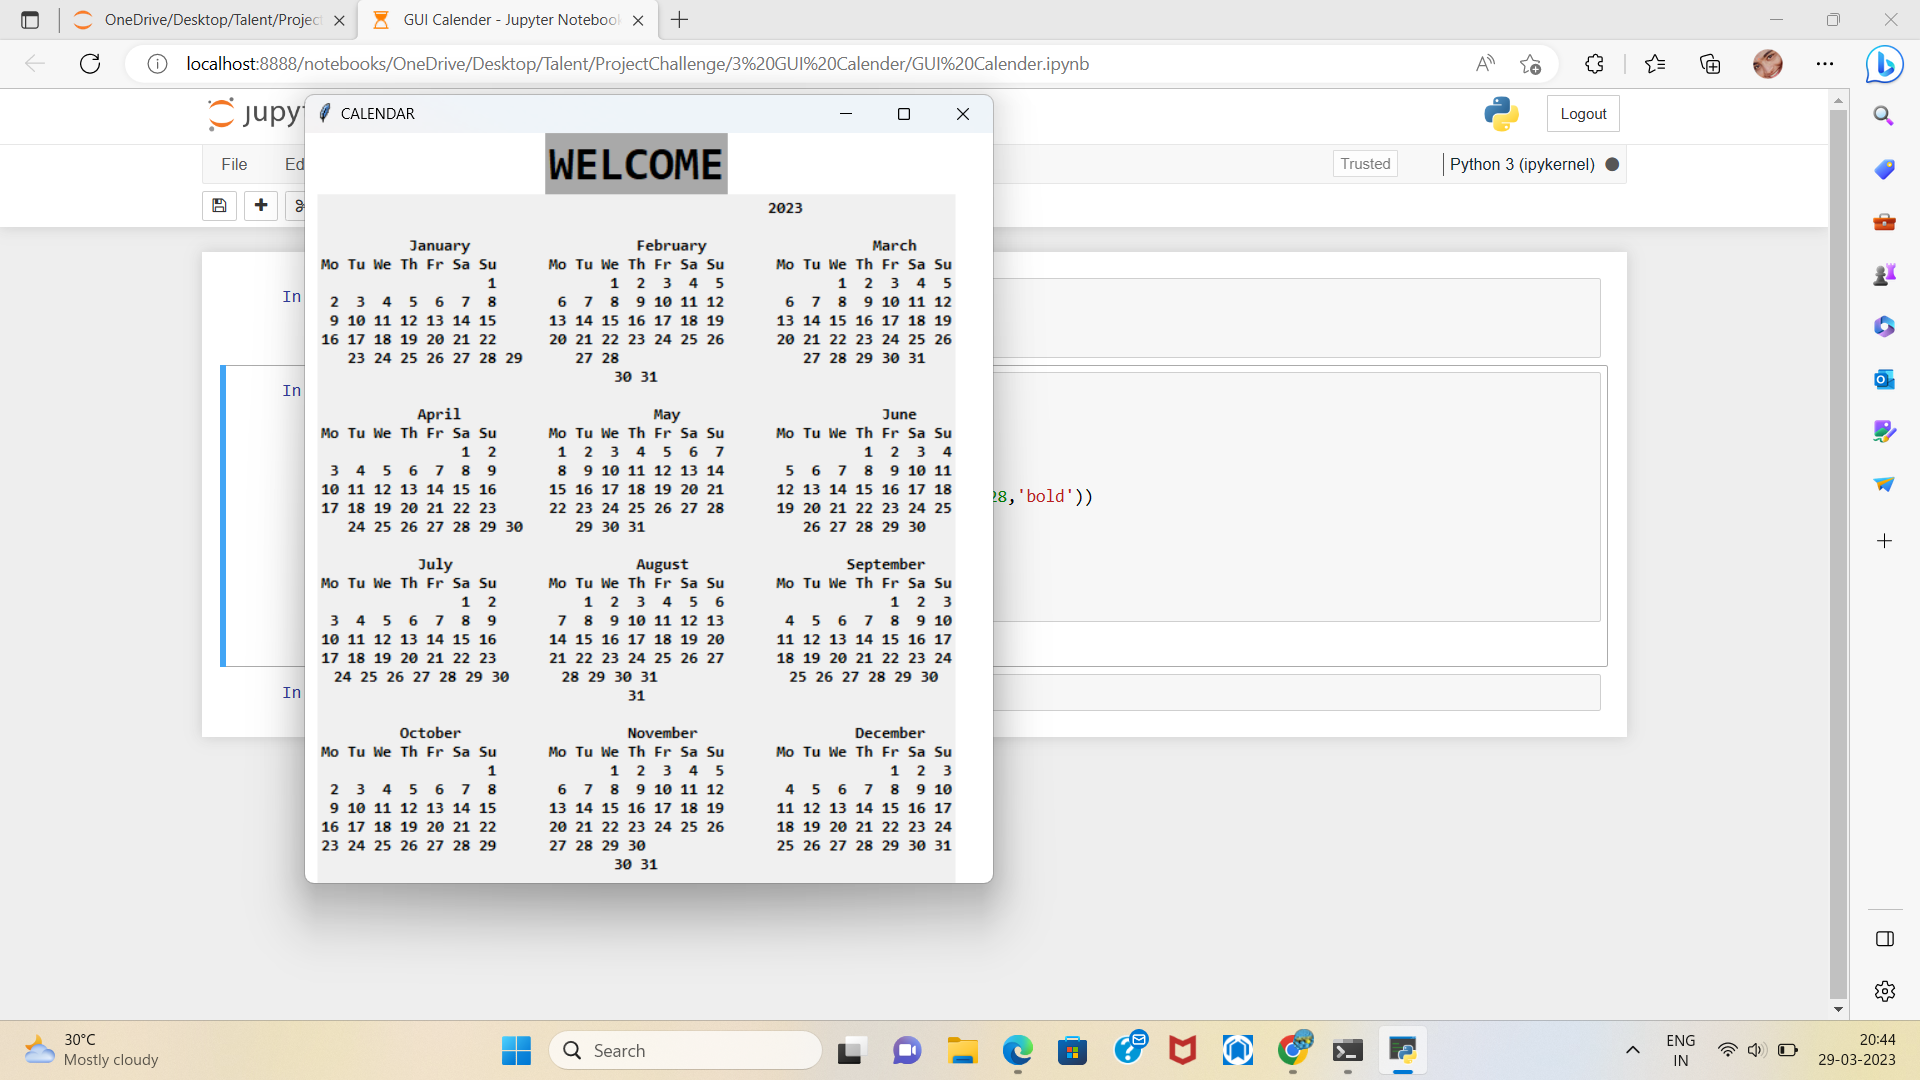 OneDrive/Desktop/Talent/Project
GUI Calender - Jupyter Notebook
localhost:8888/notebooks/OneDrive/Desktop/Talent/ProjectChallenge/3%20GUI%20Calender/GUI%20Calender.ipynb
jupyt
CALENDAR
Logout
File Ed
Trusted
Python 3 (ipykernel)
WELCOME
2023
January February March
Mo Tu We Th Fr Sa Su Mo Tu We Th Fr Sa Su Mo Tu We Th Fr Sa Su
1 1 2 3 4 5 1 2 3 4 5
2 3 4 5 6 7 8 6 7 8 9 10 11 12 6 7 8 9 10 11 12
9 10 11 12 13 14 15 13 14 15 16 17 18 19 13 14 15 16 17 18 19
16 17 18 19 20 21 22 20 21 22 23 24 25 26 20 21 22 23 24 25 26
23 24 25 26 27 28 29 27 28 27 28 29 30 31
30 31
April May June
Mo Tu We Th Fr Sa Su Mo Tu We Th Fr Sa Su Mo Tu We Th Fr Sa Su
1 2 1 2 3 4 5 6 7 1 2 3 4
3 4 5 6 7 8 9 8 9 10 11 12 13 14 5 6 7 8 9 10 11
10 11 12 13 14 15 16 15 16 17 18 19 20 21 12 13 14 15 16 17 18
17 18 19 20 21 22 23 22 23 24 25 26 27 28 19 20 21 22 23 24 25
24 25 26 27 28 29 30 29 30 31 26 27 28 29 30
July August September
Mo Tu We Th Fr Sa Su Mo Tu We Th Fr Sa Su Mo Tu We Th Fr Sa Su
1 2 1 2 3 4 5 6 1 2 3
3 4 5 6 7 8 9 7 8 9 10 11 12 13 4 5 6 7 8 9 10
10 11 12 13 14 15 16 14 15 16 17 18 19 20 11 12 13 14 15 16 17
17 18 19 20 21 22 23 21 22 23 24 25 26 27 18 19 20 21 22 23 24
24 25 26 27 28 29 30 28 29 30 31 25 26 27 28 29 30
31
October November December
Mo Tu We Th Fr Sa Su Mo Tu We Th Fr Sa Su Mo Tu We Th Fr Sa Su
1 1 2 3 4 5 1 2 3
2 3 4 5 6 7 8 6 7 8 9 10 11 12 4 5 6 7 8 9 10
9 10 11 12 13 14 15 13 14 15 16 17 18 19 11 12 13 14 15 16 17
16 17 18 19 20 21 22 20 21 22 23 24 25 26 18 19 20 21 22 23 24
23 24 25 26 27 28 29 27 28 29 30 25 26 27 28 29 30 31
30 31
In
In
28,'bold'))
In
30°C
Mostly cloudy
Search
ENG
IN
20:44
29-03-2023